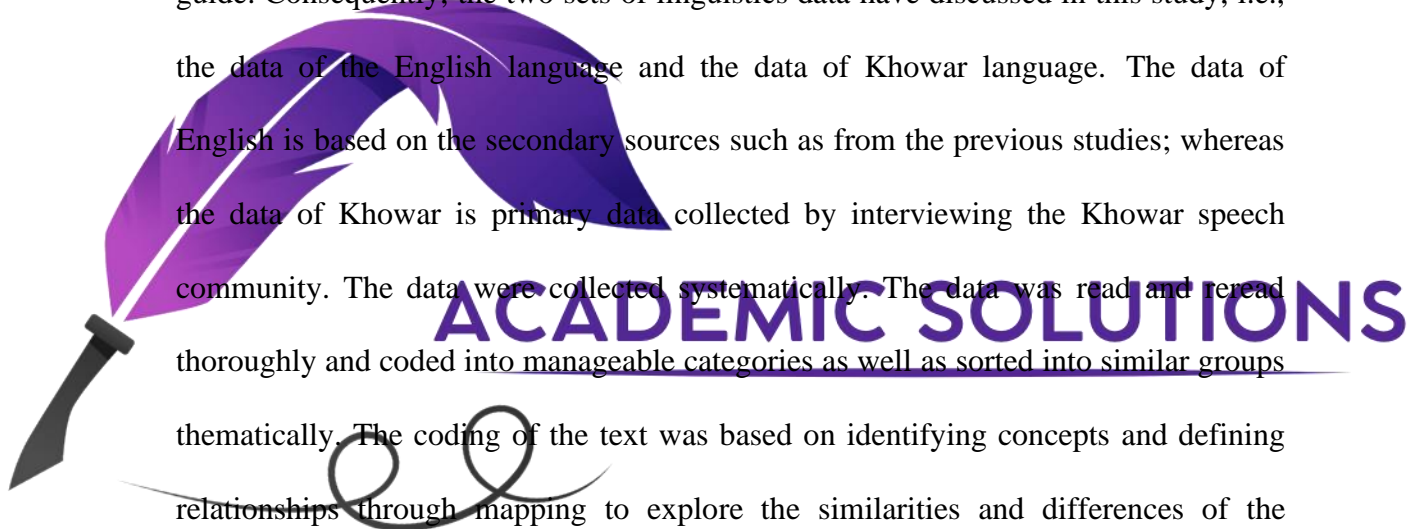 guide. Consequently, the two sets of linguistics data have discussed in this study, i.e.,
the data of the English language and the data of Khowar language. The data of
English is based on the secondary sources such as from the previous studies; whereas
the data of Khowar is primary data collected by interviewing the Khowar speech
community. The data were collected systematically. The data was read and reread
ACADEMIC SOLUTIONS
thoroughly and coded into manageable categories as well as sorted into similar groups
thematically. The coding of the text was based on identifying concepts and defining
relationships through mapping to explore the similarities and differences of the